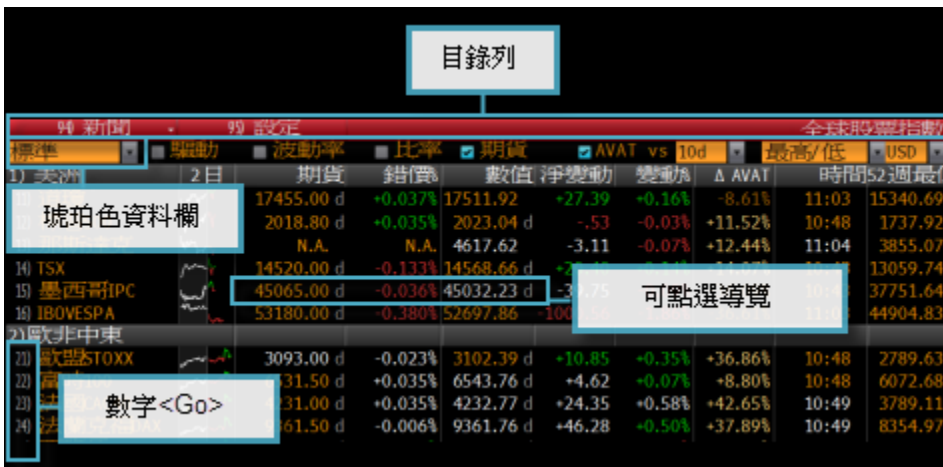 目錄列
94) 新聞 95) 設定 全球股票指數
標準 驅動 波動率 比率 期貨 AVAT vs 10d 最高/低 USD
1) 美洲 2日 期貨 錯價% 數值 淨變動 變動% Δ AVAT 時間 52週最
17455.00 d +0.037% 17511.92 +27.39 +0.16% -8.61% 11:03 15340.69
琥珀色資料欄
2018.80 d +0.035% 2023.04 d -.53 -0.03% +11.52% 10:48 1737.92
N.A. N.A. 4617.62 -3.11 -0.07% +12.44% 11:04 3855.07
14) TSX 14520.00 d -0.133% 14568.66 d 13059.74
15) 墨西哥IPC 45065.00 d -0.036% 45032.23 d 37751.64
可點選導覽
16) IBOVESPA 53180.00 d -0.380% 52697.86 44904.83
2) 歐非中東
21) 歐盟STOXX 3093.00 d -0.023% 3102.39 d +10.85 +0.35% +36.86% 10:48 2789.63
22) 531.50 d +0.035% 6543.76 d +4.62 +0.07% +8.80% 10:48 6072.68
數字<Go>
23) 231.00 d +0.035% 4232.77 d +24.35 +0.58% +42.65% 10:49 3789.11
24) 361.50 d -0.006% 9361.76 d +46.28 +0.50% +37.89% 10:49 8354.97